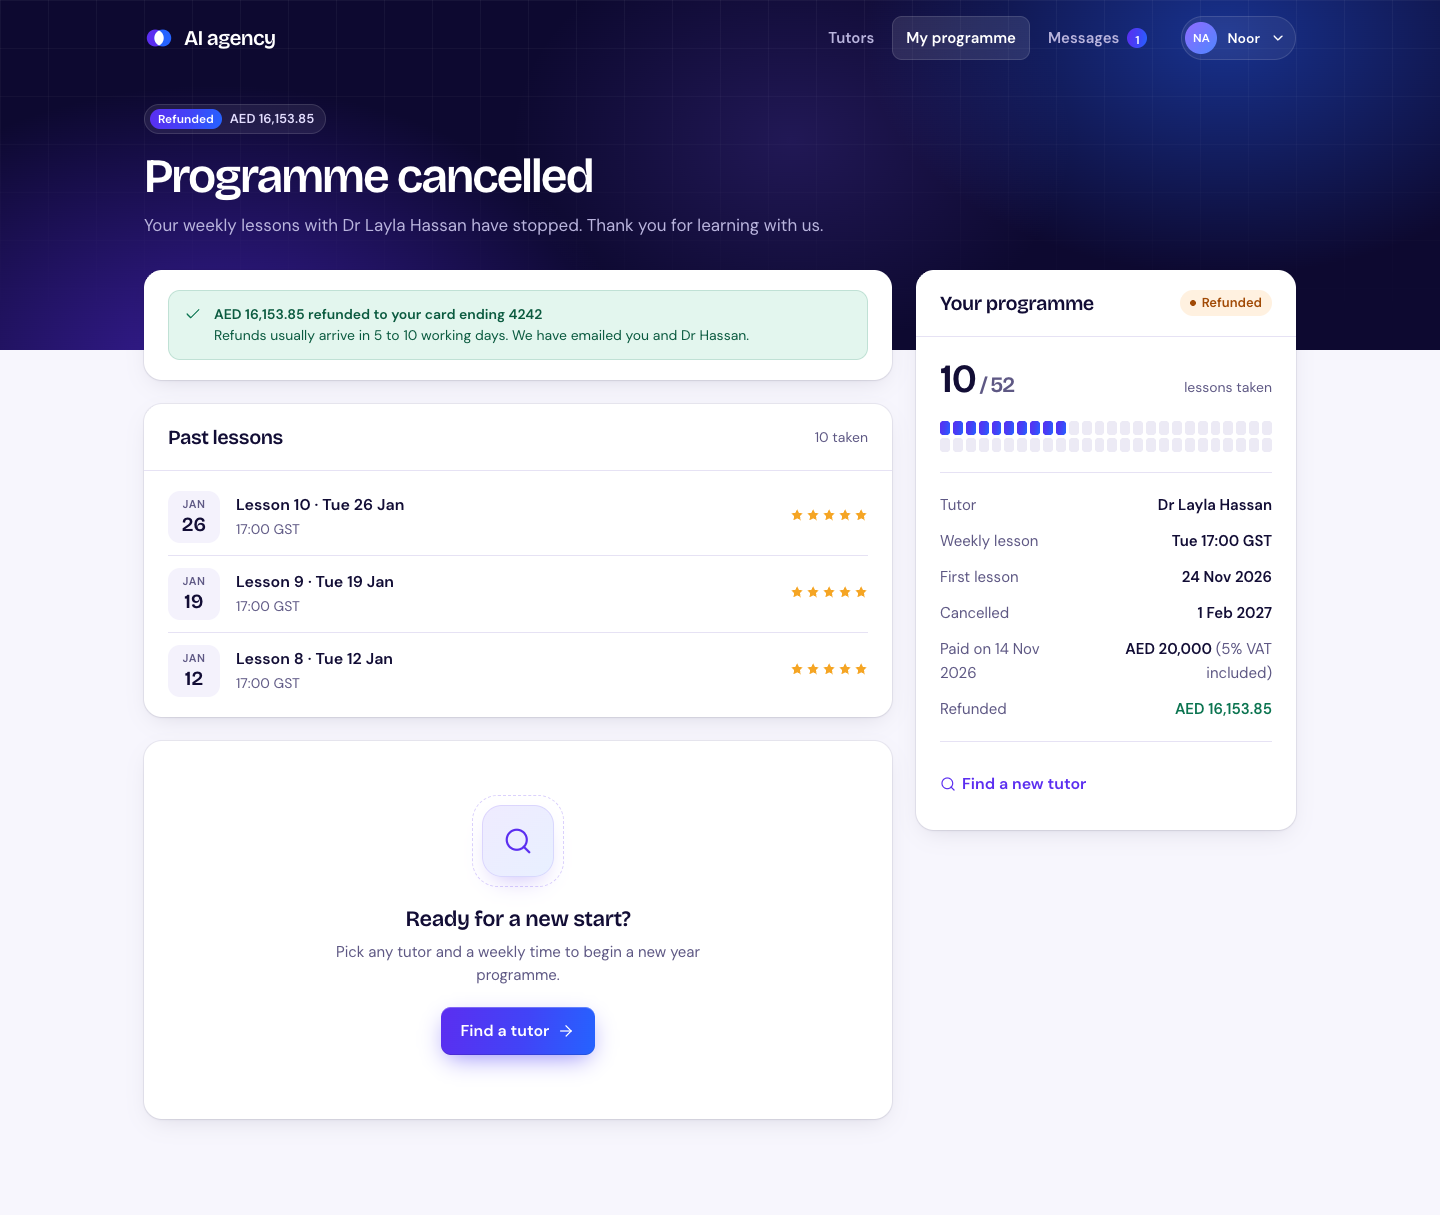 AI agency
Tutors
My programme
Messages 1
NA Noor
Refunded AED 16,153.85
Programme cancelled
Your weekly lessons with Dr Layla Hassan have stopped. Thank you for learning with us.
AED 16,153.85 refunded to your card ending 4242
Refunds usually arrive in 5 to 10 working days. We have emailed you and Dr Hassan.
Past lessons
10 taken
JAN
26
Lesson 10 · Tue 26 Jan
17:00 GST
JAN
19
Lesson 9 · Tue 19 Jan
17:00 GST
JAN
12
Lesson 8 · Tue 12 Jan
17:00 GST
Ready for a new start?
Pick any tutor and a weekly time to begin a new year
programme.
Find a tutor
Your programme
Refunded
10 / 52
lessons taken
Tutor
Dr Layla Hassan
Weekly lesson
Tue 17:00 GST
First lesson
24 Nov 2026
Cancelled
1 Feb 2027
Paid on 14 Nov
2026
AED 20,000 (5% VAT
included)
Refunded
AED 16,153.85
Find a new tutor